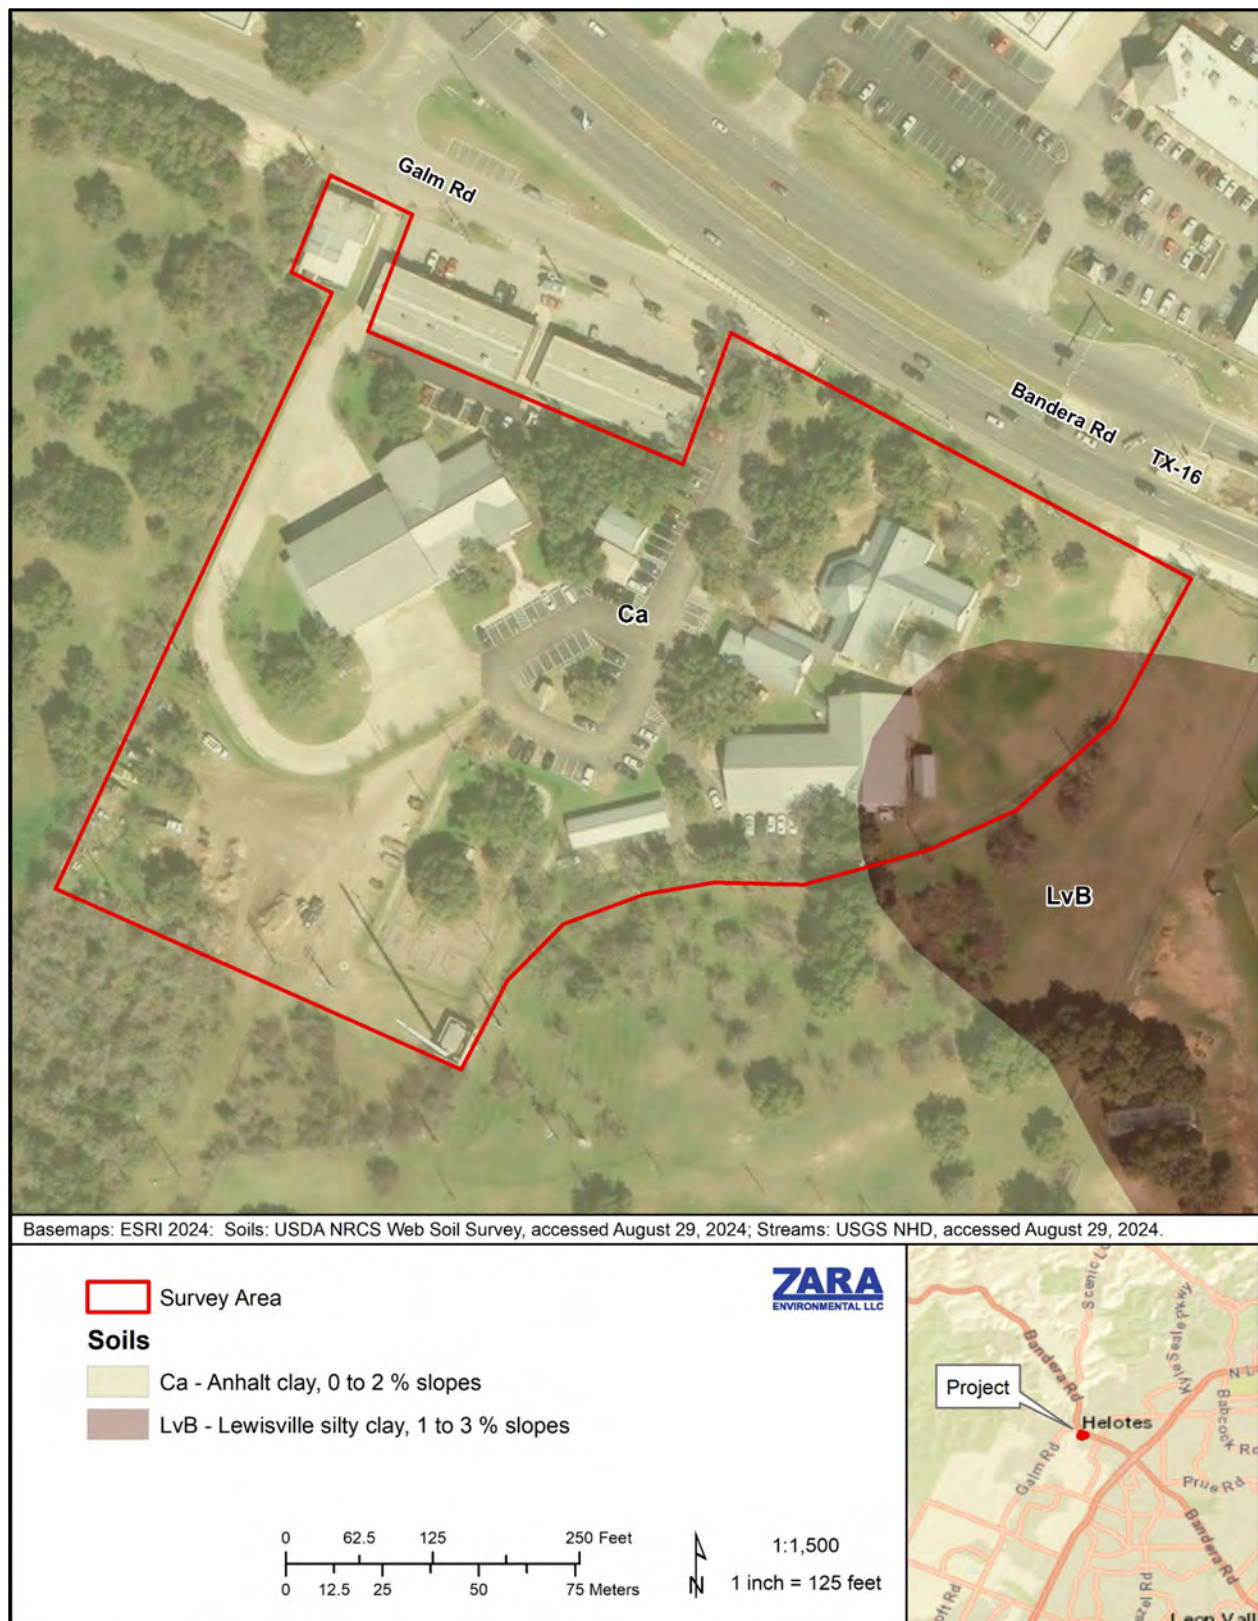 Galm Rd
Bandera Rd
TX-16
Ca
LvB
Basemaps: ESRI 2024: Soils: USDA NRCS Web Soil Survey, accessed August 29, 2024; Streams: USGS NHD, accessed August 29, 2024.
Survey Area
ZARA
ENVIRONMENTAL LLC
Soils
Ca - Anhalt clay, 0 to 2 % slopes
LvB - Lewisville silty clay, 1 to 3 % slopes
0 62.5 125 250 Feet
0 12.5 25 50 75 Meters
N
1:1,500
1 inch = 125 feet
Scenic Lo
Kyle Seale Pkwy
Bandera Rd
N L
Babcock Rd
Project
Helotes
Galm Rd
Prue Rd
Bandera Rd